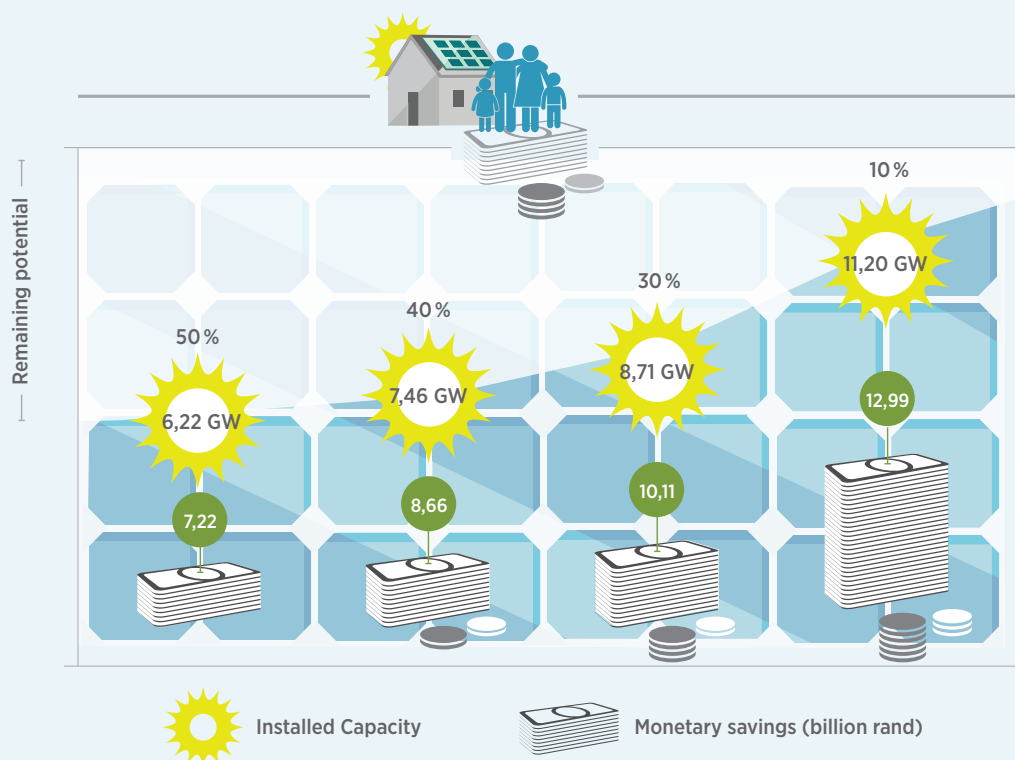 Remaining potential
10 %
11,20 GW
30 %
8,71 GW
40 %
7,46 GW
50 %
6,22 GW
12,99
10,11
8,66
7,22
Installed Capacity
Monetary savings (billion rand)